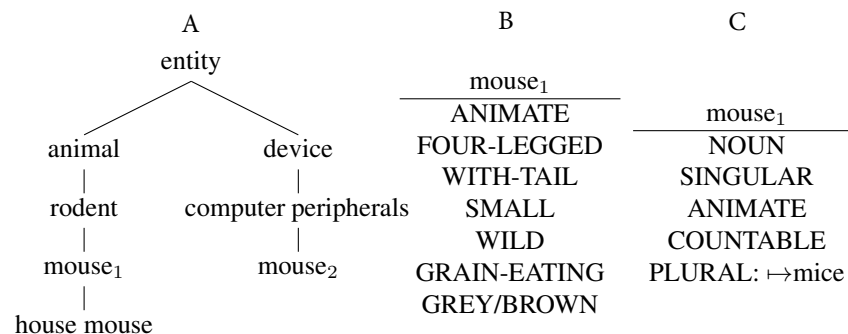 A
entity
animal device
rodent computer peripherals
mouse₁ mouse₂
house mouse
B
mouse₁
ANIMATE
FOUR-LEGGED
WITH-TAIL
SMALL
WILD
GRAIN-EATING
GREY/BROWN
C
mouse₁
NOUN
SINGULAR
ANIMATE
COUNTABLE
PLURAL: ↦mice